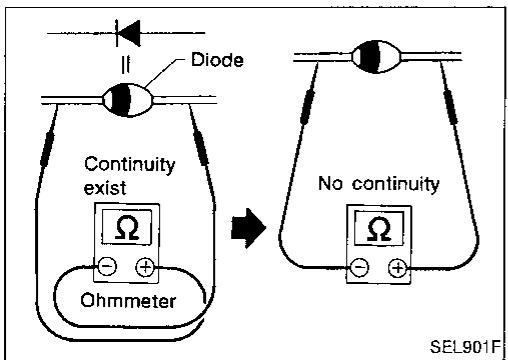 Diode
Continuity
exist
Ω
⊖ ⊕
Ohmmeter
No continuity
Ω
⊖ ⊕
SEL901F